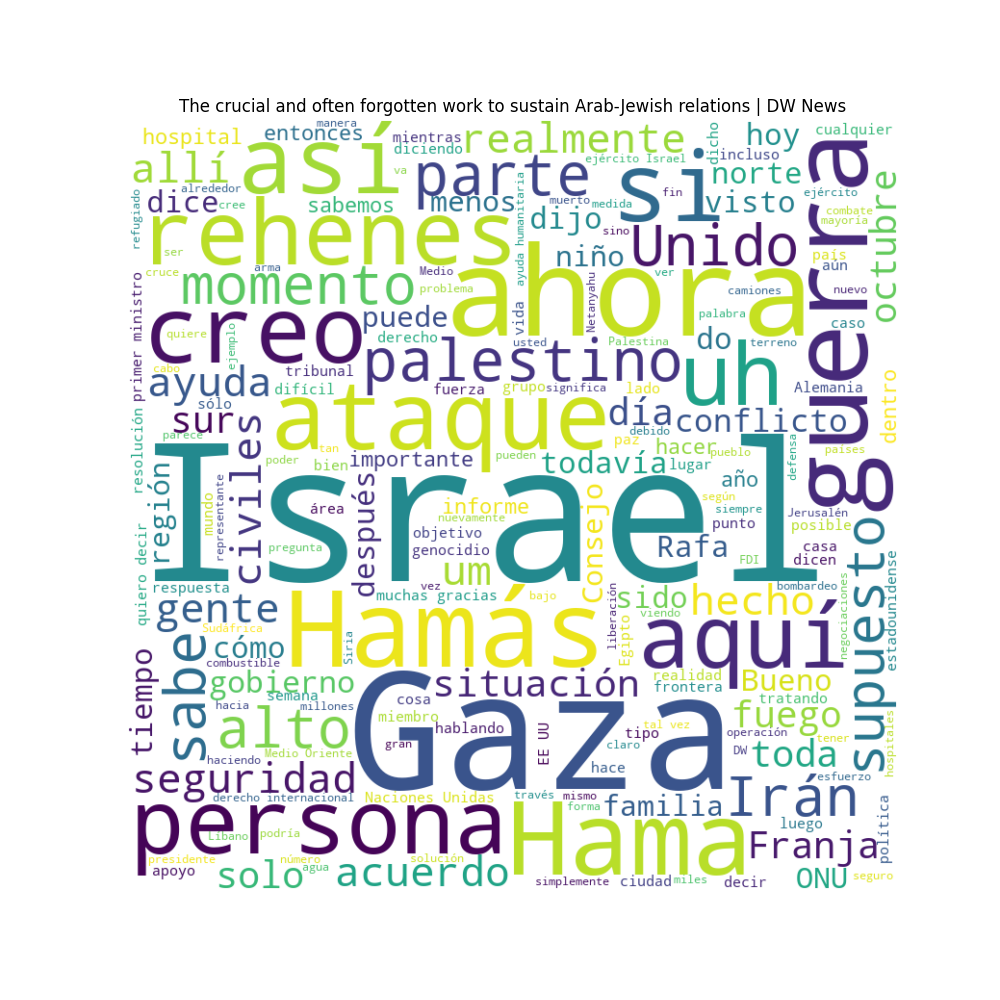 The crucial and often forgotten work to sustain Arab-Jewish relations | DW News
manera
hospital
entonces
así
mientras
diciendo
realmente
dicho
hoy
cualquier
allí
va
ejército Israel
incluso
guerra
alrededor
parte
si
norte
octubre
refugiado
dice
cree
sabemos
menos
ayuda humanitaria
muerto
medida
fin
visto
ejército
rehenes
dijo
sino
combate
mayoría
ser
niño
Unido
país
cruce
arma
Medio
ahora
ver
aún
primer ministro
momento
problema
vida
Netanyahu
camiones
nuevo
creo
puede
palabra
caso
quiere
ejemplo
derecho
usted
Palestina
do
terreno
cabo
tribunal
palestino
uh
ayuda
difícil
fuerza
grupo
significa
lado
Alemania
dentro
sólo
ataque
día
conflicto
sur
debido
resolución
parece
civiles
tan
paz
hacer
pueblo
defensa
países
poder
bien
importante
pueden
todavía
lugar
región
Israel
año
según
mundo
representante
área
después
informe
Consejo
siempre
Jerusalén
nuevamente
objetivo
punto
posible
supuesto
quiero decir
pregunta
genocidio
Rafa
casa
dicen
um
FDI
respuesta
vez
muchas gracias
bajo
sido
bombardeo
estadounidense
gente
Hamás
hecho
liberación
viendo
aquí
negociaciones
Sudáfrica
sabe
cómo
Siria
Egipto
tiempo
combustible
gobierno
Gaza
situación
realidad
frontera
Bueno
hacia
semana
millones
cosa
tratando
alto
miembro
hablando
EE UU
tipo
tal vez
fuego
operación
gran
claro
DW
tener
toda
hospitales
haciendo
Medio Oriente
seguridad
hace
esfuerzo
derecho internacional
Naciones Unidas
través
mismo
Irán
persona
Hama
forma
familia
luego
política
Líbano
podría
Franja
presidente
número
solución
apoyo
solo
agua
acuerdo
simplemente
ciudad
miles
decir
ONU
seguro